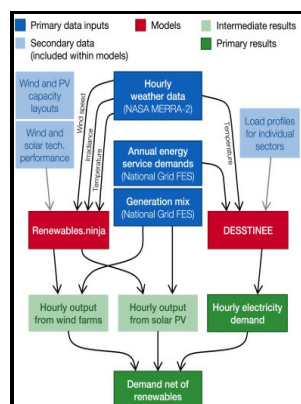 Primary data inputs
Models
Intermediate results
Secondary data
(included within models)
Primary results
Wind and PV
capacity
layouts
Hourly
weather data
(NASA MERRA-2)
Wind speed
Irradiance
Temperature
Temperature
Wind and
solar tech.
performance
Annual energy
service demands
(National Grid FES)
Load profiles
for individual
sectors
Generation mix
(National Grid FES)
Renewables.ninja
DESSTINEE
Hourly output
from wind farms
Hourly output
from solar PV
Hourly electricity
demand
Demand net of
renewables